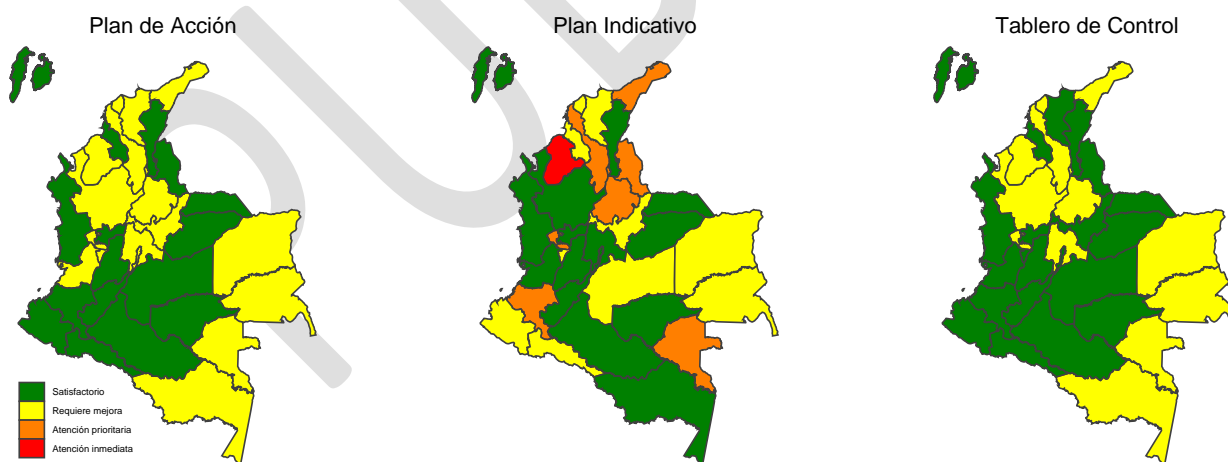 Plan de Acción
Plan Indicativo
Tablero de Control
Satisfactorio
Requiere mejora
Atención prioritaria
Atención inmediata